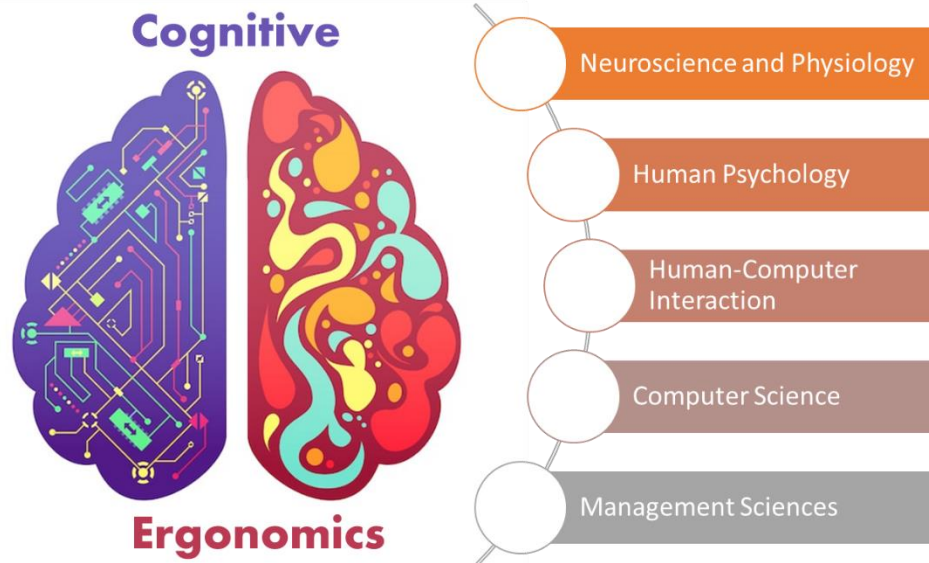 Cognitive
Ergonomics
Neuroscience and Physiology
Human Psychology
Human-Computer
Interaction
Computer Science
Management Sciences